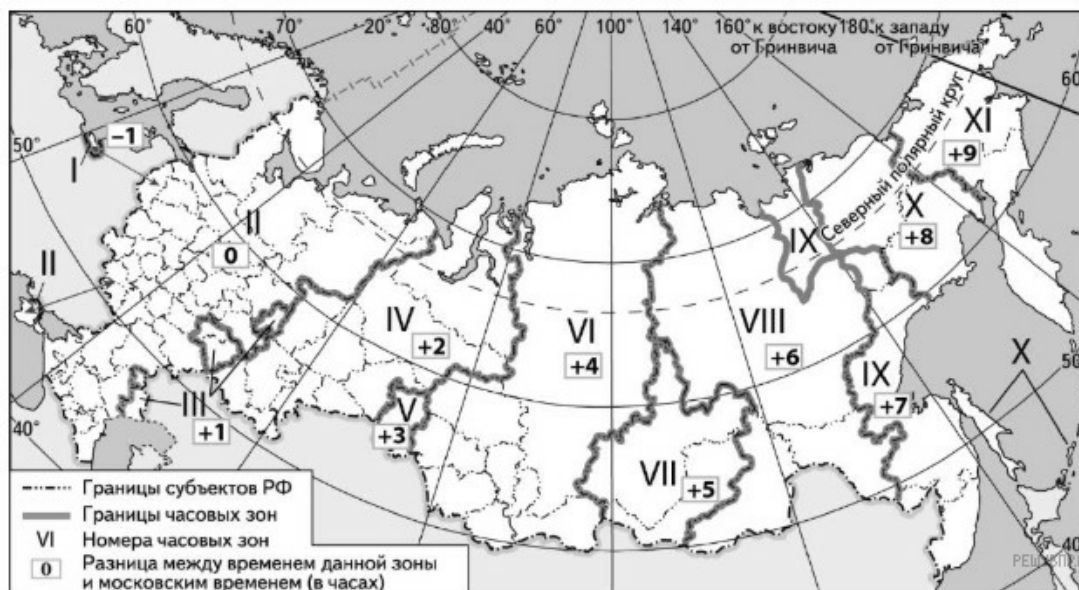 60° 70° 20° 40° 60° 80° 100° 120° 140° 160° к востоку 180° к западу
от Гринвича от Гринвича
60°
50°
–1
I
XI
+9
Северный полярный круг
II
0
II
IX
X
+8
IV
+2
VI
+4
VIII
+6
IX
+7
X
50°
V
+3
III
+1
40°
VII
+5
Границы субъектов РФ
Границы часовых зон
VI Номера часовых зон
0 Разница между временем данной зоны
и московским временем (в часах)
40°